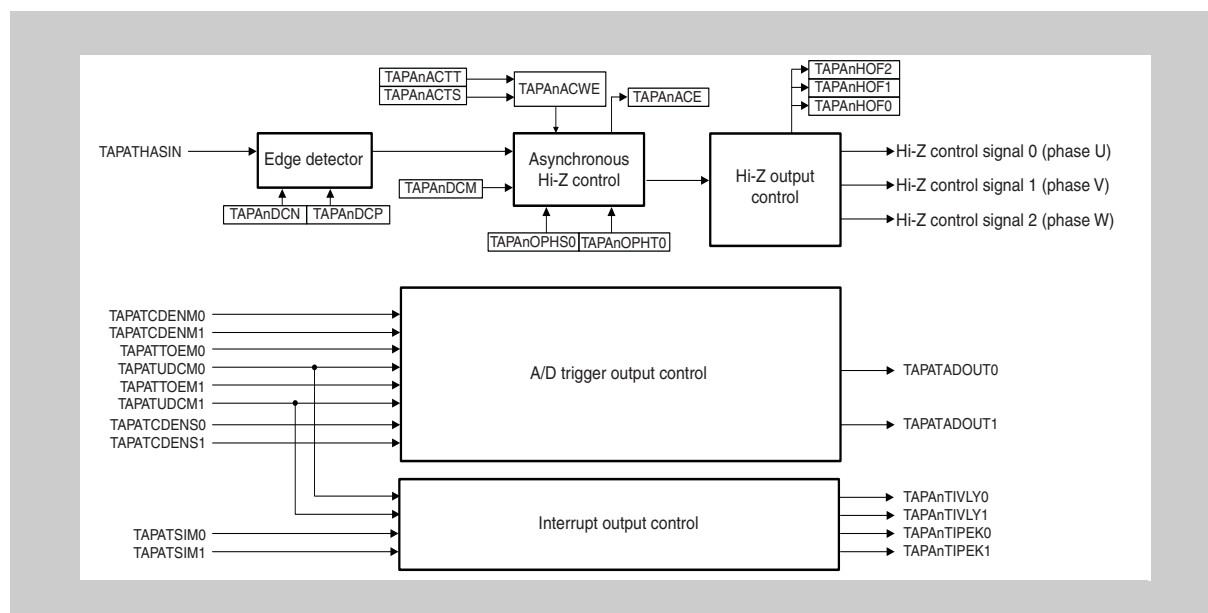 TAPAnACTT
TAPAnACTS
TAPAnACWE
TAPAnACE
TAPAnHOF2
TAPAnHOF1
TAPAnHOF0
TAPATHASIN
Edge detector
TAPAnDCN
TAPAnDCP
TAPAnDCM
Asynchronous
Hi-Z control
TAPAnOPHS0
TAPAnOPHT0
Hi-Z output
control
Hi-Z control signal 0 (phase U)
Hi-Z control signal 1 (phase V)
Hi-Z control signal 2 (phase W)
TAPATCDENM0
TAPATCDENM1
TAPATTOEM0
TAPATUDCM0
TAPATTOEM1
TAPATUDCM1
TAPATCDENS0
TAPATCDENS1
A/D trigger output control
TAPATADOUT0
TAPATADOUT1
TAPATSIM0
TAPATSIM1
Interrupt output control
TAPAnTIVLY0
TAPAnTIVLY1
TAPAnTIPEK0
TAPAnTIPEK1